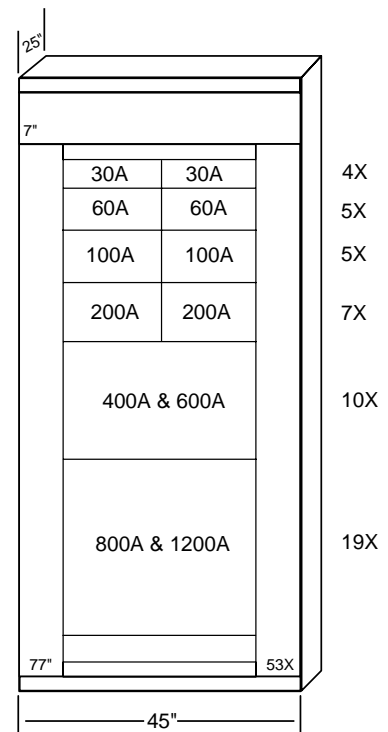 25"
7"
30A 30A 4X
60A 60A 5X
100A 100A 5X
200A 200A 7X
400A & 600A 10X
800A & 1200A 19X
77" 53X
45"